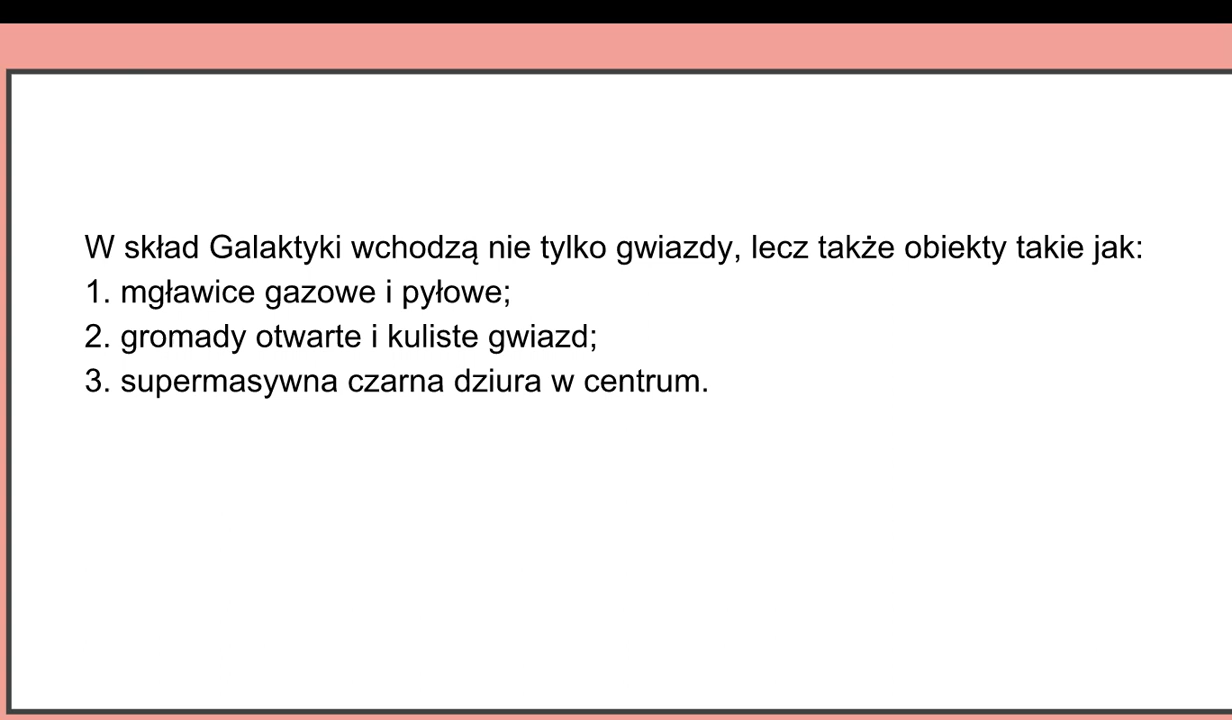 W skład Galaktyki wchodzą nie tylko gwiazdy, lecz także obiekty takie jak:
1. mgławice gazowe i pyłowe;
2. gromady otwarte i kuliste gwiazd;
3. supermasywna czarna dziura w centrum.